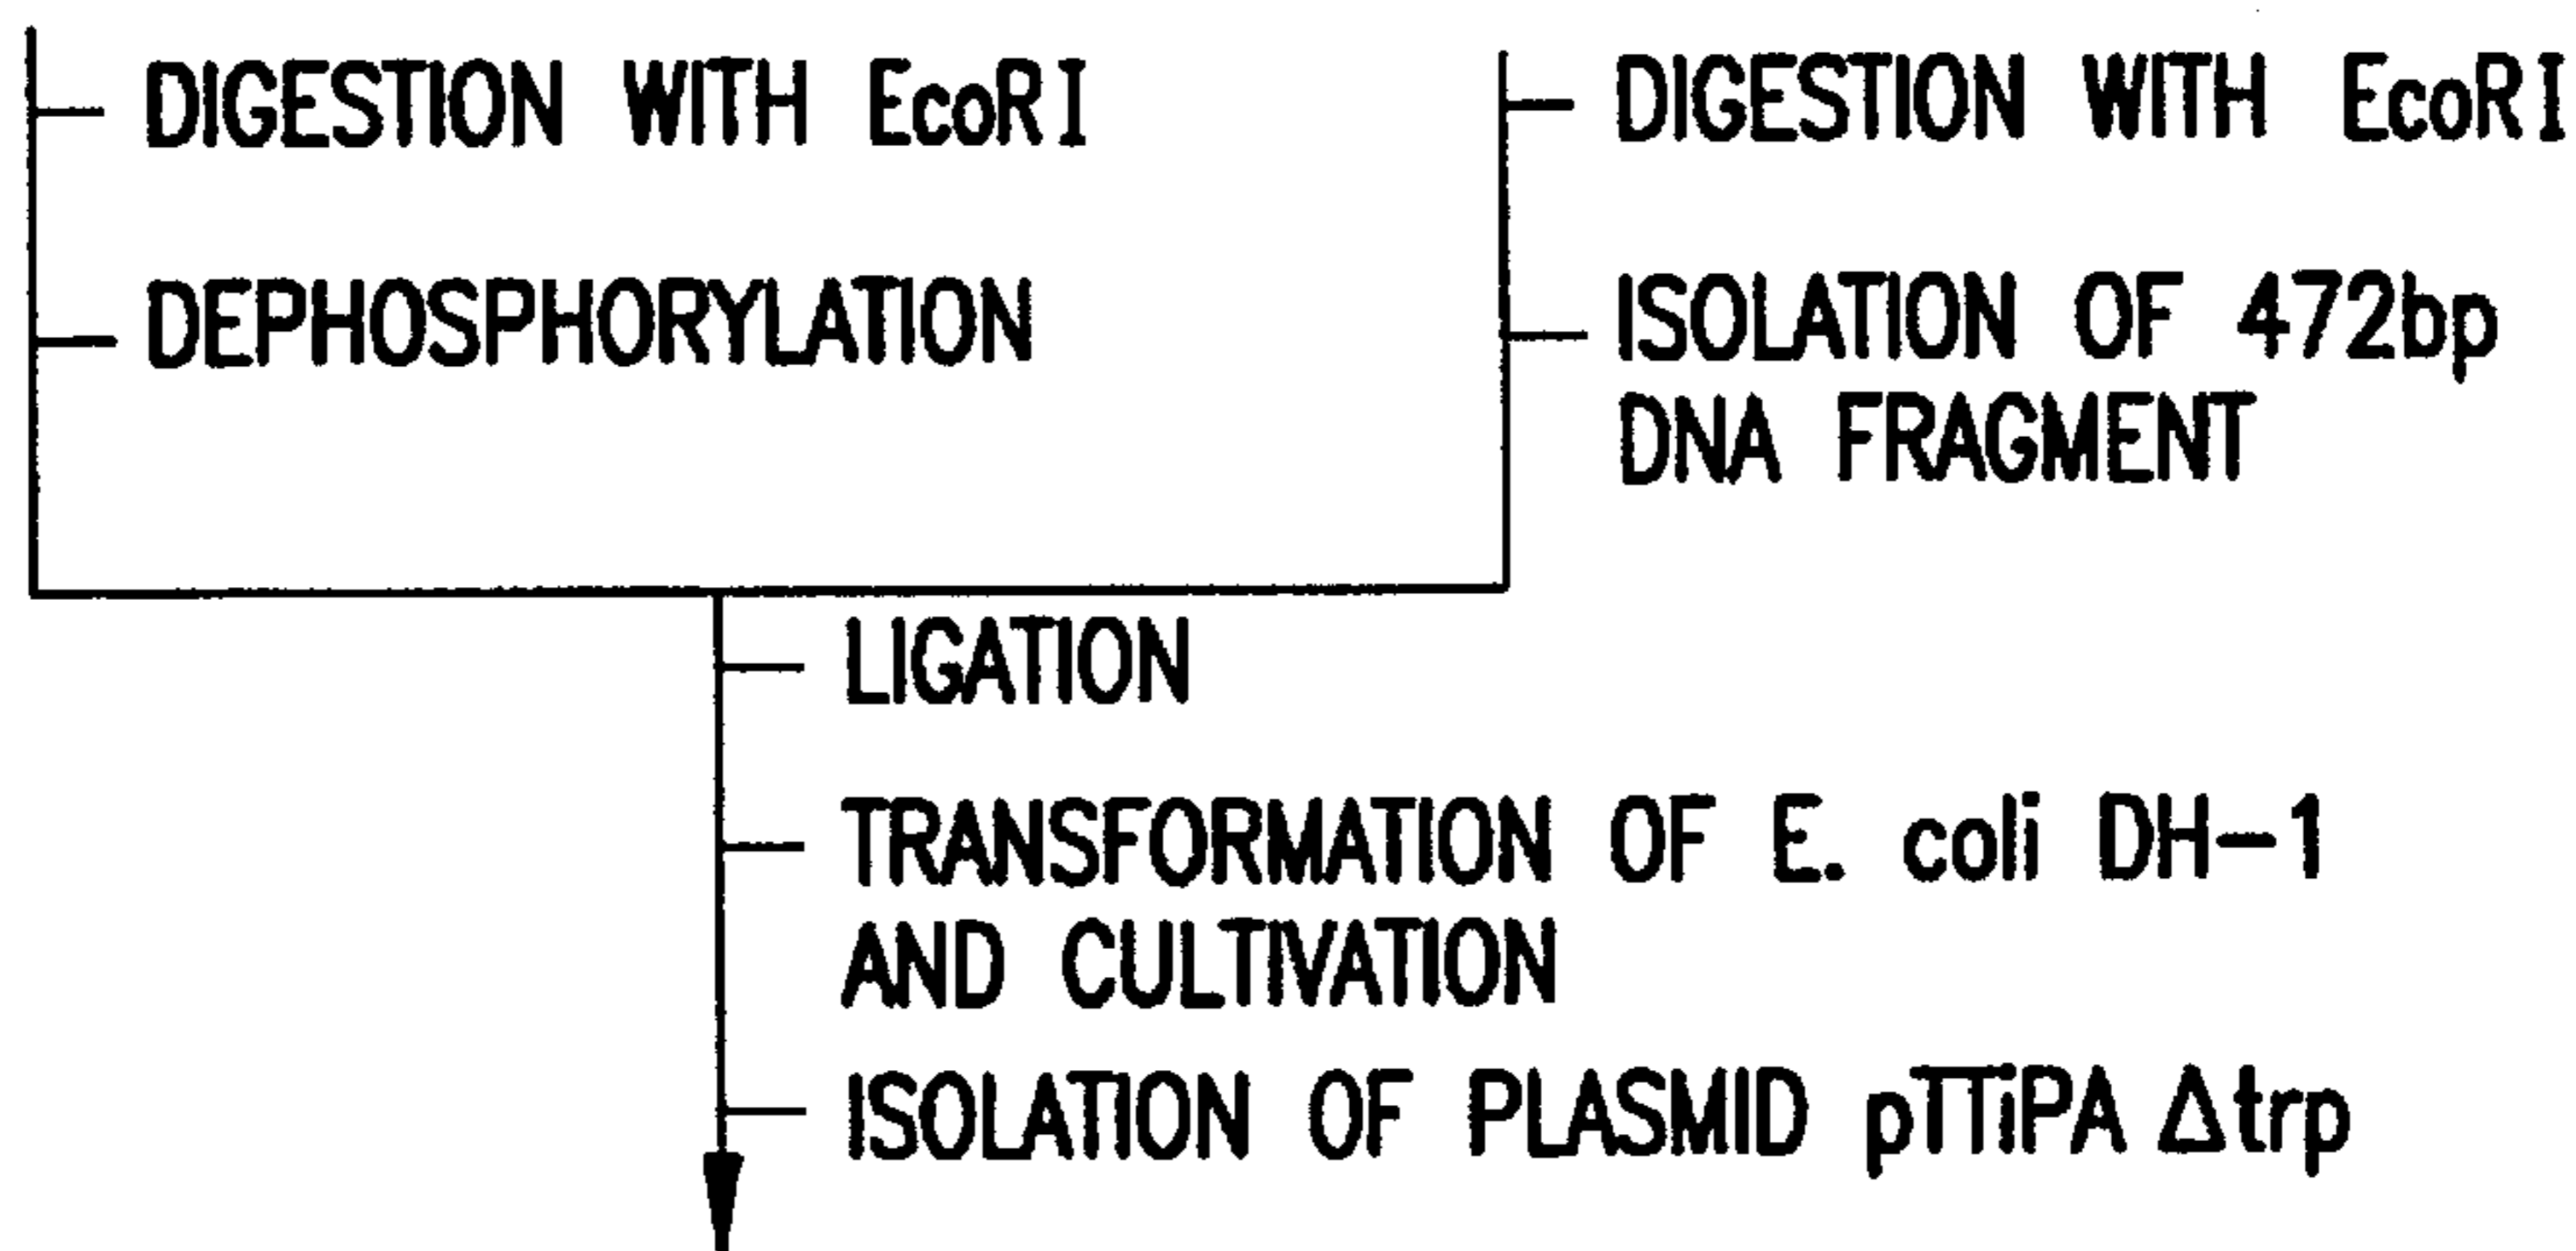 DIGESTION WITH EcoRI
DEPHOSPHORYLATION
DIGESTION WITH EcoRI
ISOLATION OF 472bp
DNA FRAGMENT
LIGATION
TRANSFORMATION OF E. coli DH-1
AND CULTIVATION
ISOLATION OF PLASMID pTTiPA Δtrp